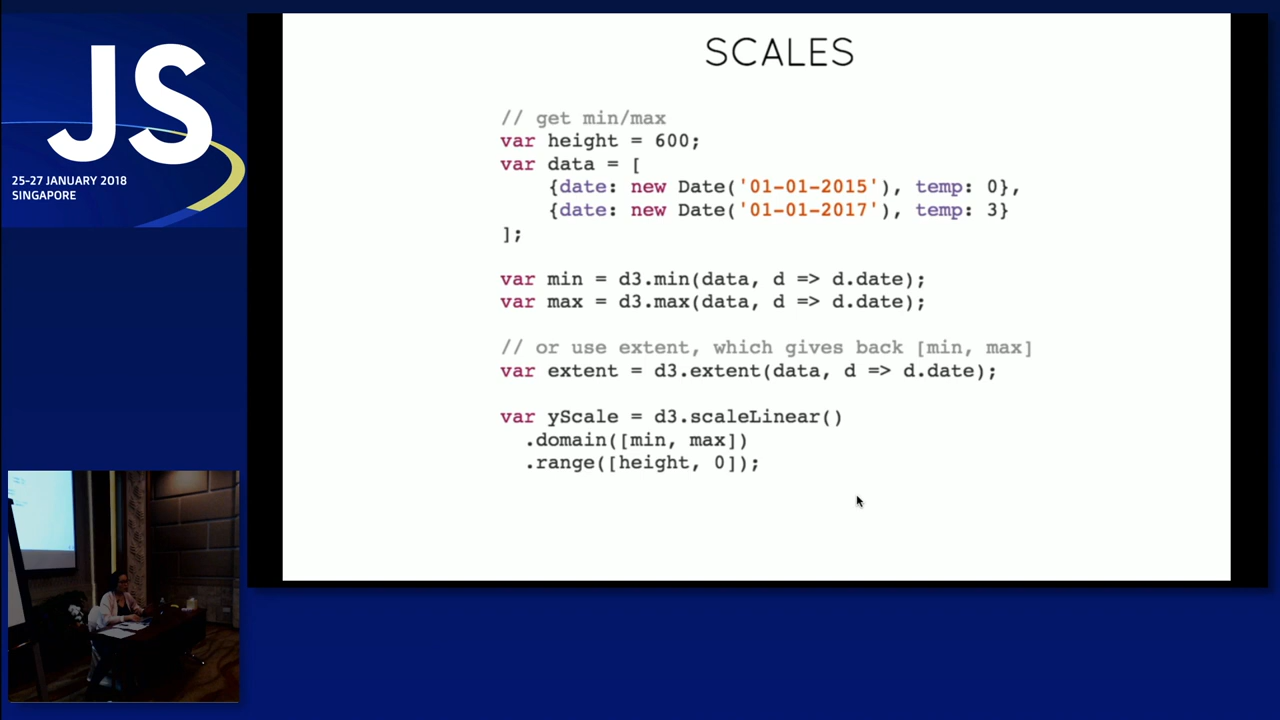 JS
25-27 JANUARY 2018
SINGAPORE
SCALES
// get min/max
var height = 600;
var data = [
    {date: new Date('01-01-2015'), temp: 0},
    {date: new Date('01-01-2017'), temp: 3}
];
var min = d3.min(data, d => d.date);
var max = d3.max(data, d => d.date);
// or use extent, which gives back [min, max]
var extent = d3.extent(data, d => d.date);
var yScale = d3.scaleLinear()
  .domain([min, max])
  .range([height, 0]);